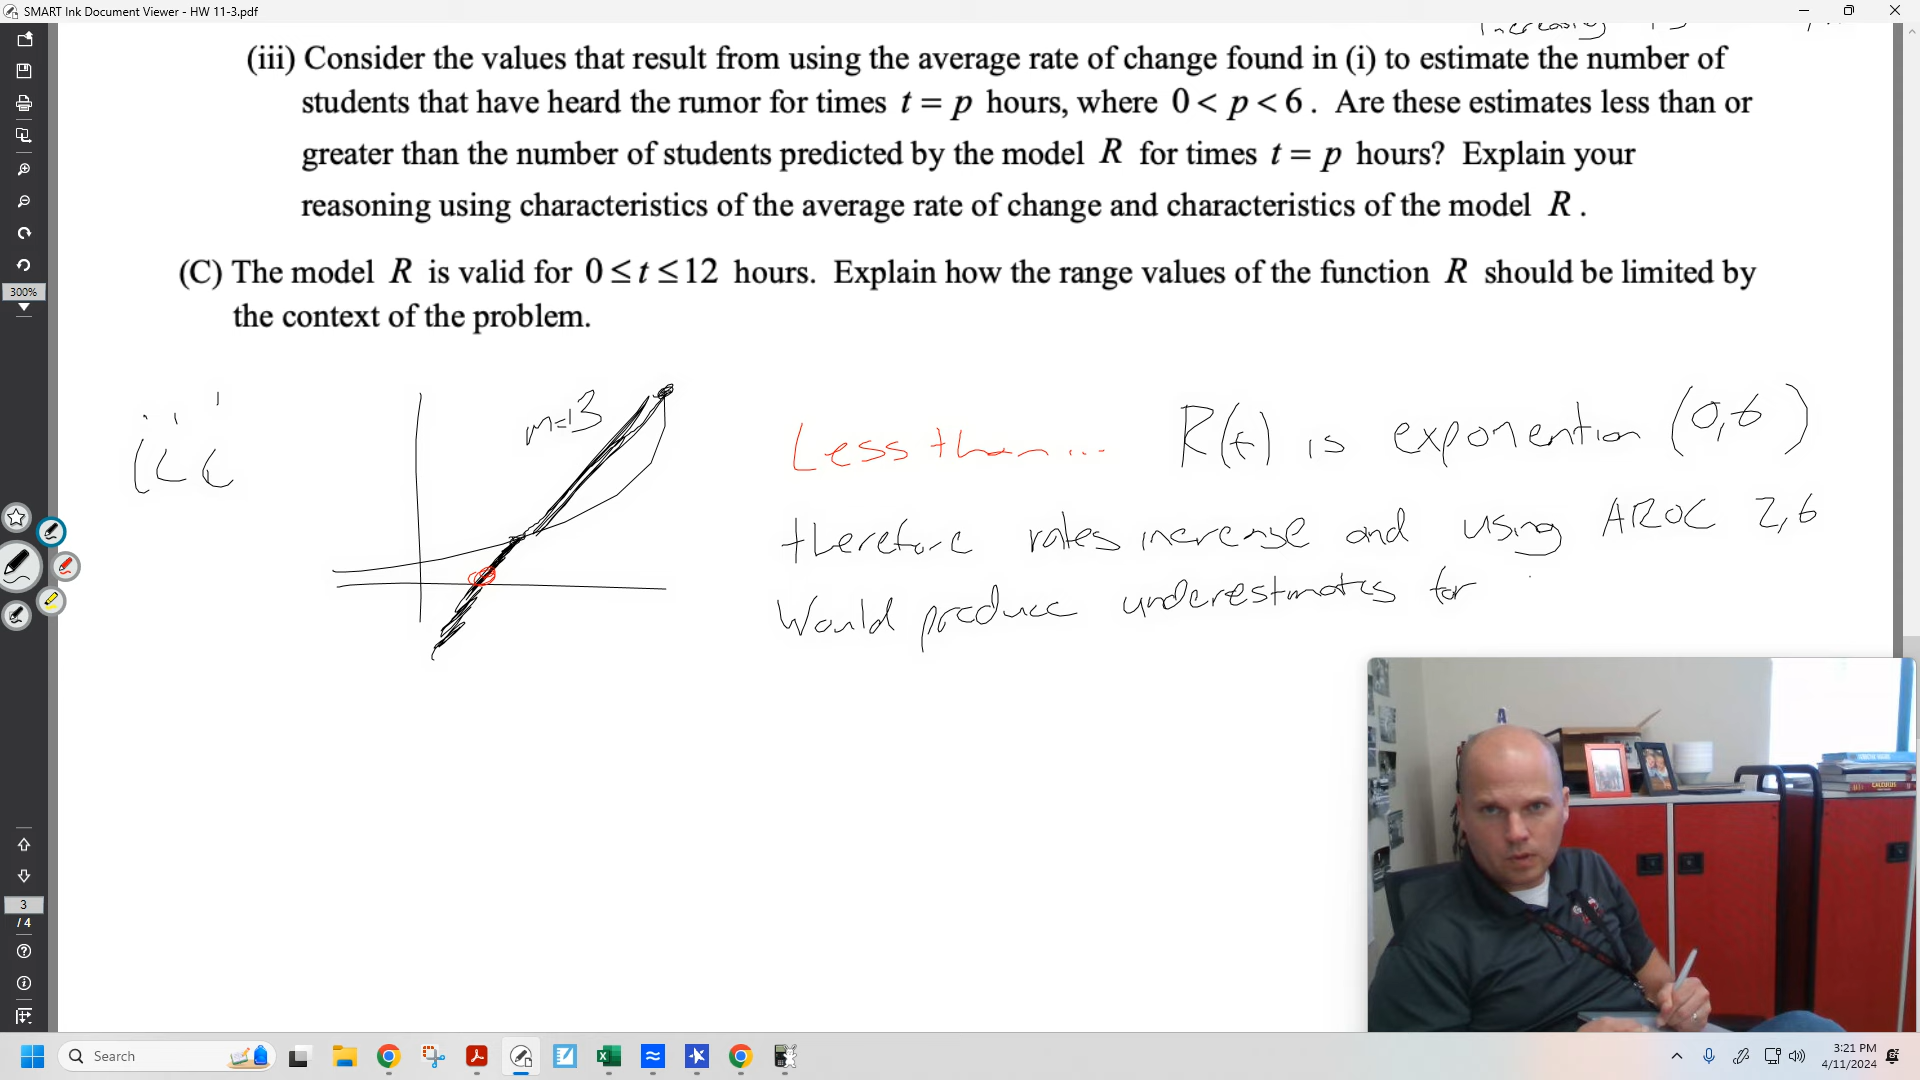 SMART Ink Document Viewer - HW 11-3.pdf
(iii) Consider the values that result from using the average rate of change found in (i) to estimate the number of
students that have heard the rumor for times t = p hours, where 0 < p < 6. Are these estimates less than or
greater than the number of students predicted by the model R for times t = p hours? Explain your
reasoning using characteristics of the average rate of change and characteristics of the model R.
(C) The model R is valid for 0 ≤ t ≤ 12 hours. Explain how the range values of the function R should be limited by
the context of the problem.
300%
iii
m=13
Less than... R(t) is exponention (0,6)
therefore rates increase and using AROC 2,6
Would produce underestimates for
CALCULUS
3
/ 4
Search
3:21 PM
4/11/2024